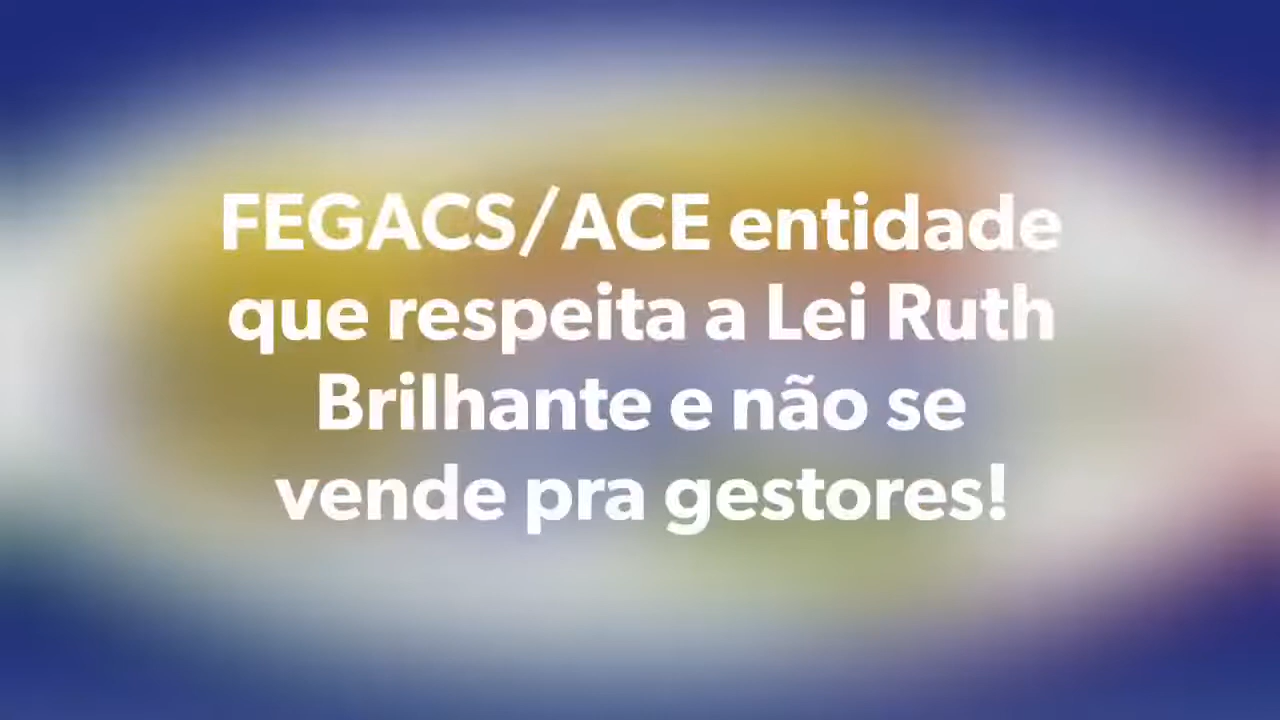 FEGACS/ACE entidade
que respeita a Lei Ruth
Brilhante e não se
vende pra gestores!